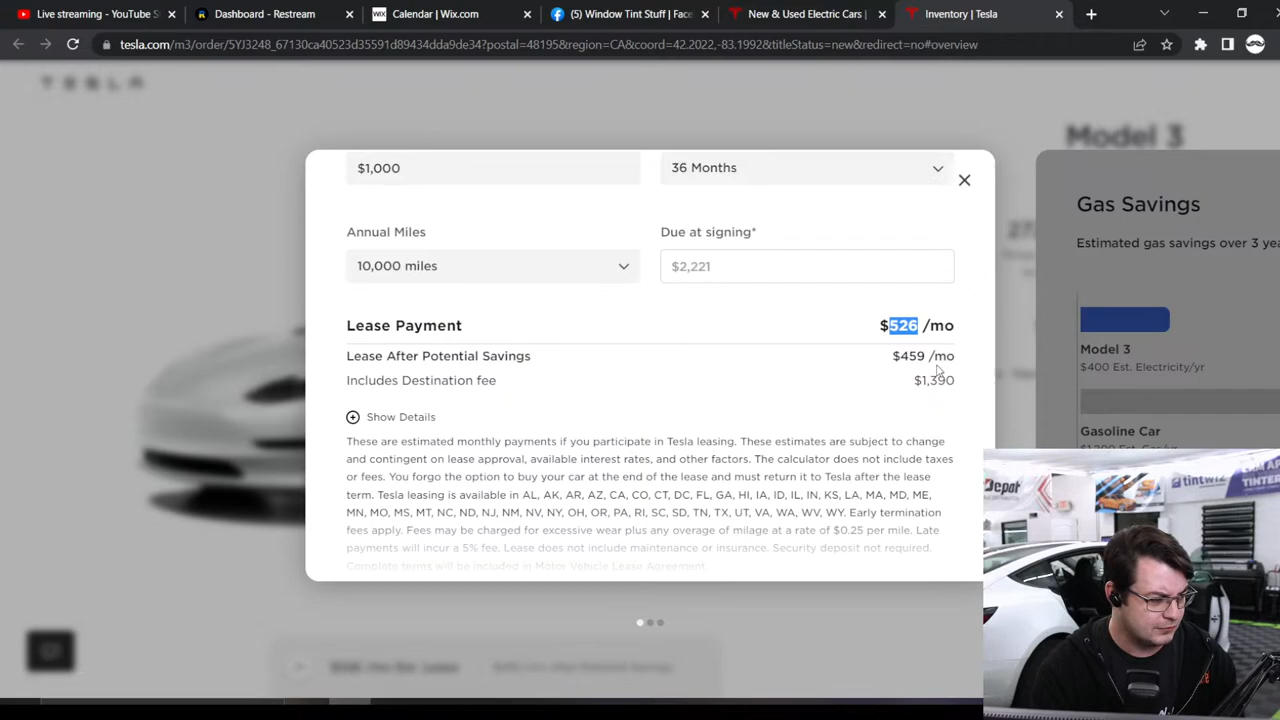 Live streaming - YouTube S
Dashboard - Restream
Calendar | Wix.com
(5) Window Tint Stuff | Face
New & Used Electric Cars |
Inventory | Tesla
tesla.com/m3/order/5YJ3248_67130ca40523d35591d89434dda9de34?postal=48195&region=CA&coord=42.2022,-83.1992&titleStatus=new&redirect=no#overview
TESLA
Model 3
$1,000
36 Months
Gas Savings
Annual Miles
Due at signing*
Estimated gas savings over 3 yea
10,000 miles
$2,221
Lease Payment
$526 /mo
Lease After Potential Savings
$459 /mo
Model 3
$400 Est. Electricity/yr
Includes Destination fee
$1,390
Show Details
Gasoline Car
These are estimated monthly payments if you participate in Tesla leasing. These estimates are subject to change
and contingent on lease approval, available interest rates, and other factors. The calculator does not include taxes
or fees. You forgo the option to buy your car at the end of the lease and must return it to Tesla after the lease
term. Tesla leasing is available in AL, AK, AR, AZ, CA, CO, CT, DC, FL, GA, HI, IA, ID, IL, IN, KS, LA, MA, MD, ME,
MN, MO, MS, MT, NC, ND, NJ, NM, NV, NY, OH, OR, PA, RI, SC, SD, TN, TX, UT, VA, WA, WV, WY. Early termination
fees apply. Fees may be charged for excessive wear plus any overage of milage at a rate of $0.25 per mile. Late
payments will incur a 5% fee. Lease does not include maintenance or insurance. Security deposit not required.
Complete terms will be included in Motor Vehicle Lease Agreement.
Depot
tintwiz